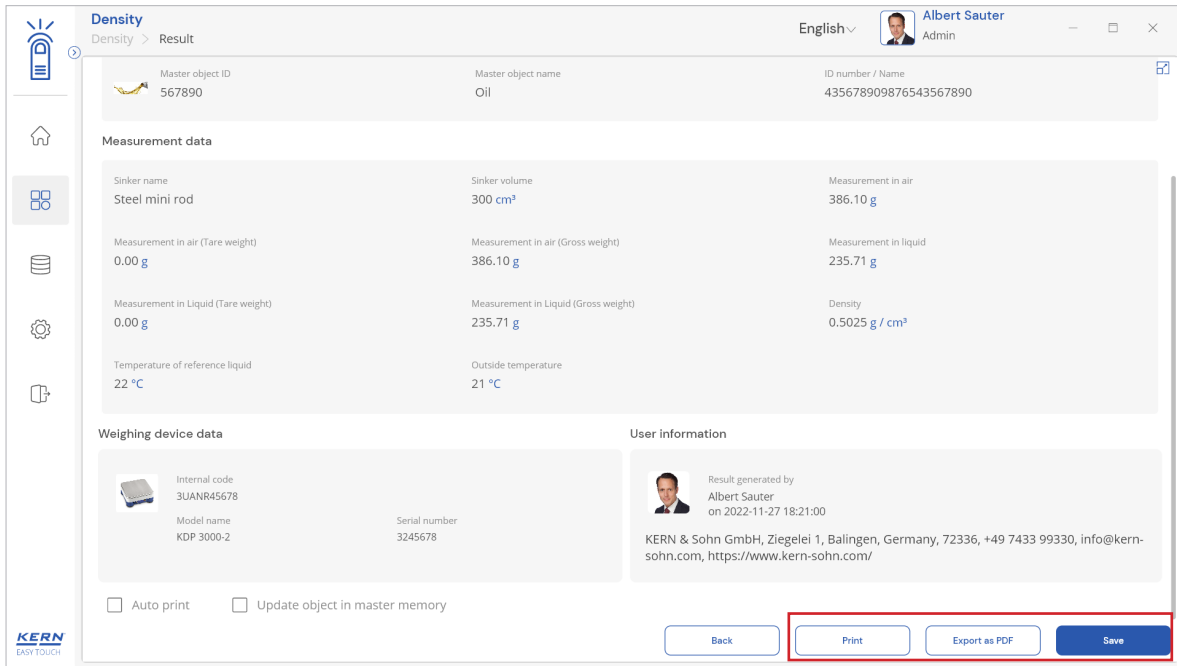 Density
Density > Result
English
Albert Sauter
Admin
Master object ID
567890
Master object name
Oil
ID number / Name
435678909876543567890
Measurement data
Sinker name
Steel mini rod
Sinker volume
300 cm³
Measurement in air
386.10 g
Measurement in air (Tare weight)
0.00 g
Measurement in air (Gross weight)
386.10 g
Measurement in liquid
235.71 g
Measurement in Liquid (Tare weight)
0.00 g
Measurement in Liquid (Gross weight)
235.71 g
Density
0.5025 g / cm³
Temperature of reference liquid
22 °C
Outside temperature
21 °C
Weighing device data
Internal code
3UANR45678
Model name
KDP 3000-2
Serial number
3245678
User information
Result generated by
Albert Sauter
on 2022-11-27 18:21:00
KERN & Sohn GmbH, Ziegelei 1, Balingen, Germany, 72336, +49 7433 99330, info@kern-
sohn.com, https://www.kern-sohn.com/
Auto print
Update object in master memory
Back
Print
Export as PDF
Save
KERN
EASY TOUCH